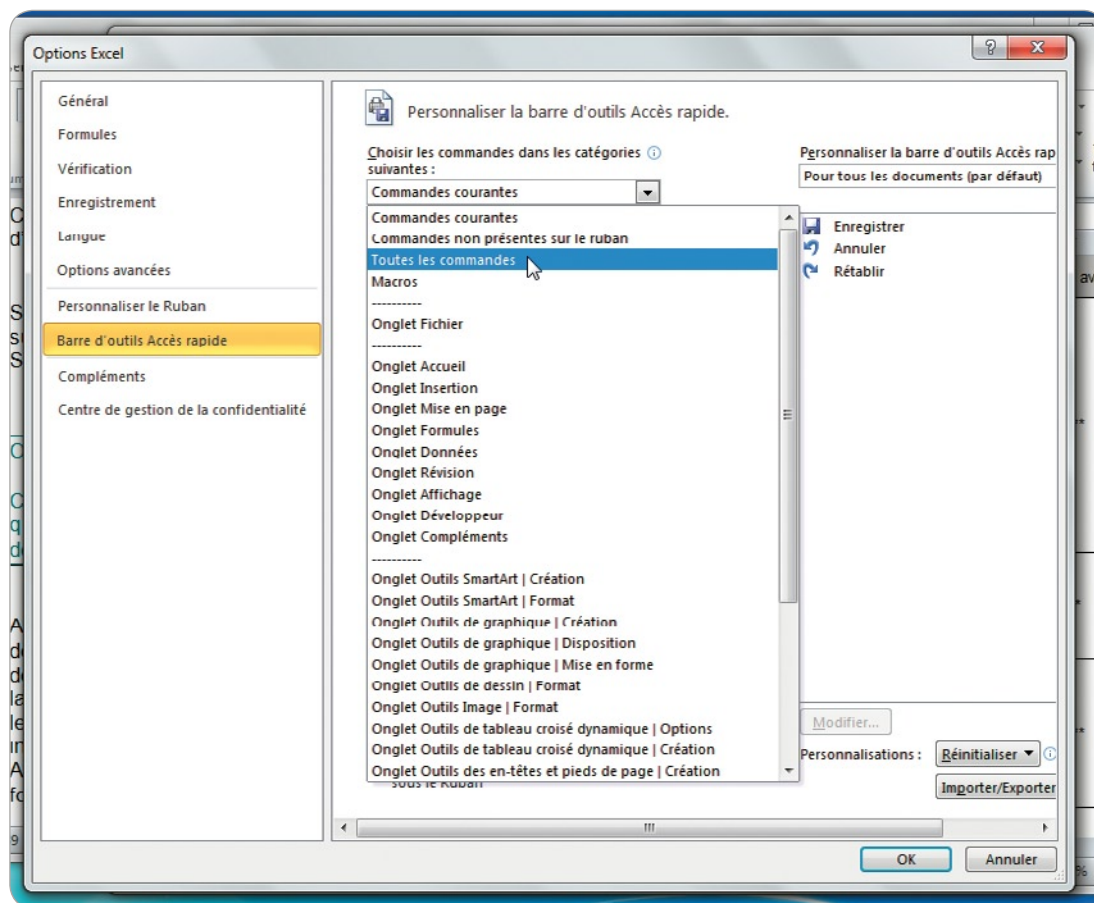 Options Excel
Général
Formules
Vérification
Enregistrement
Langue
Options avancées
Personnaliser le Ruban
Barre d'outils Accès rapide
Compléments
Centre de gestion de la confidentialité
Personnaliser la barre d'outils Accès rapide.
Choisir les commandes dans les catégories
suivantes :
Commandes courantes
Commandes courantes
Commandes non présentes sur le ruban
Toutes les commandes
Macros
----------
Onglet Fichier
----------
Onglet Accueil
Onglet Insertion
Onglet Mise en page
Onglet Formules
Onglet Données
Onglet Révision
Onglet Affichage
Onglet Développeur
Onglet Compléments
----------
Onglet Outils SmartArt | Création
Onglet Outils SmartArt | Format
Onglet Outils de graphique | Création
Onglet Outils de graphique | Disposition
Onglet Outils de graphique | Mise en forme
Onglet Outils de dessin | Format
Onglet Outils Image | Format
Onglet Outils de tableau croisé dynamique | Options
Onglet Outils de tableau croisé dynamique | Création
Onglet Outils des en-têtes et pieds de page | Création
sous le Ruban
Personnaliser la barre d'outils Accès rap
Pour tous les documents (par défaut)
Enregistrer
Annuler
Rétablir
Modifier...
Personnalisations :
Réinitialiser
Importer/Exporter
OK
Annuler